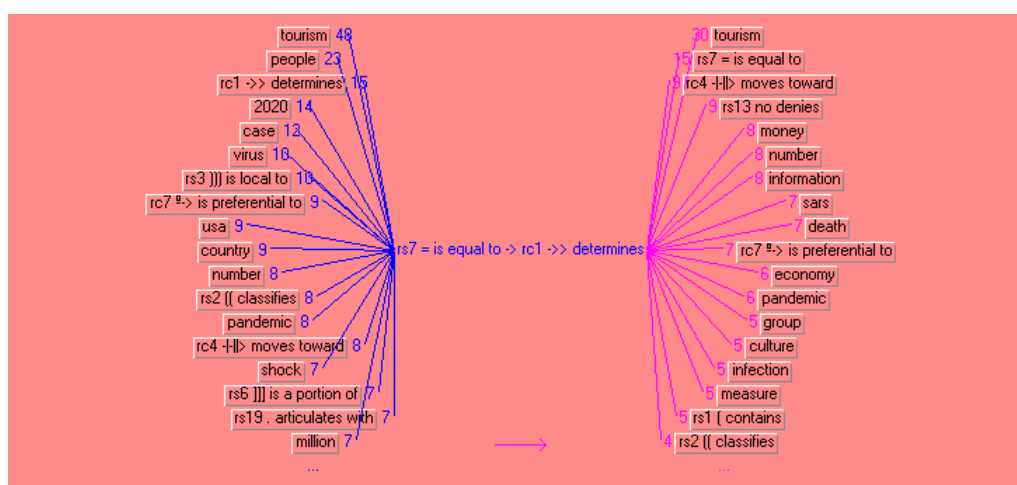 tourism 48
people 23
rc1 ->> determines 15
2020 14
case 12
virus 10
rs3 ]))) is local to 10
rc7 º-> is preferential to 9
usa 9
country 9
number 8
rs2 (( classifies 8
pandemic 8
rc4 -|-||> moves toward 8
shock 7
rs6 ]]] is a portion of 7
rs19 . articulates with 7
million 7
...
rs7 = is equal to -> rc1 ->> determines
30 tourism
15 rs7 = is equal to
9 rc4 -|-||> moves toward
9 rs13 no denies
8 money
8 number
8 information
7 sars
7 death
7 rc7 º-> is preferential to
6 economy
6 pandemic
5 group
5 culture
5 infection
5 measure
5 rs1 ( contains
4 rs2 (( classifies
...